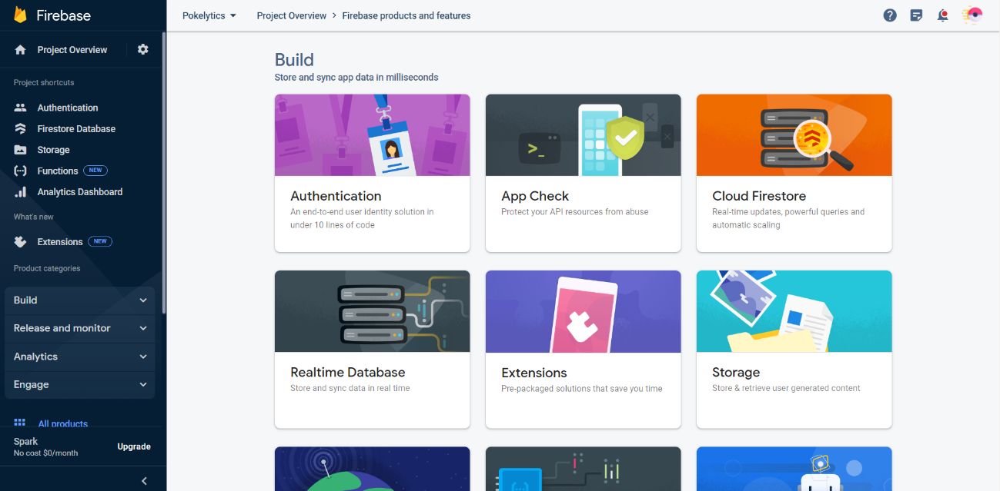 Firebase
Project Overview
Project shortcuts
Authentication
Firestore Database
Storage
Functions NEW
Analytics Dashboard
What's new
Extensions NEW
Product categories
Build
Release and monitor
Analytics
Engage
All products
Spark
No cost $0/month
Upgrade
Pokelytics
Project Overview > Firebase products and features
Build
Store and sync app data in milliseconds
Authentication
An end-to-end user identity solution in
under 10 lines of code
>_
App Check
Protect your API resources from abuse
Cloud Firestore
Real-time updates, powerful queries and
automatic scaling
Realtime Database
Store and sync data in real time
Extensions
Pre-packaged solutions that save you time
Storage
Store & retrieve user generated content